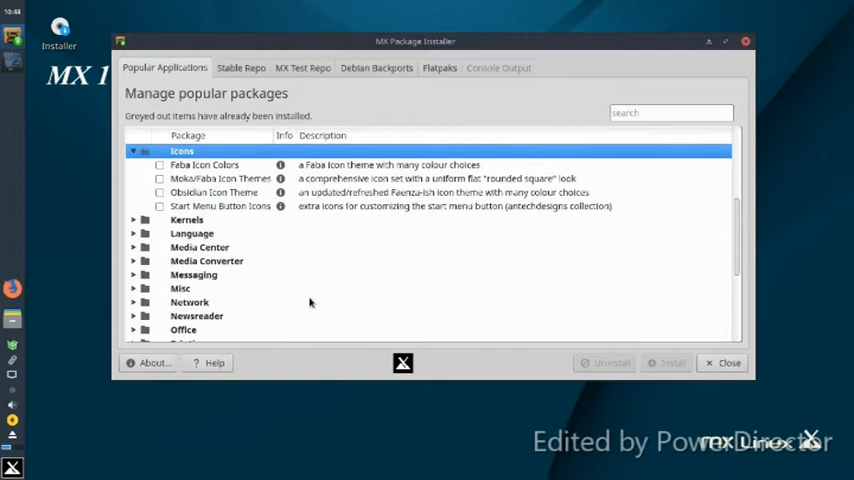 10:48
Installer
MX 1
MX Package Installer
Popular Applications Stable Repo MX Test Repo Debian Backports Flatpaks Console Output
Manage popular packages
Greyed out items have already been installed.
search
Package Info Description
Icons
Faba Icon Colors a Faba icon theme with many colour choices
Moka/Faba Icon Themes a comprehensive icon set with a uniform flat "rounded square" look
Obsidian Icon Theme an updated/refreshed Faenza-ish icon theme with many colour choices
Start Menu Button Icons extra icons for customizing the start menu button (antechdesigns collection)
Kernels
Language
Media Center
Media Converter
Messaging
Misc
Network
Newsreader
Office
About... Help Uninstall Install Close
Edited by PowerDirector
MX Linux